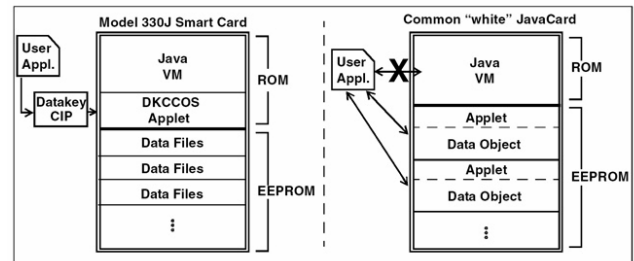 Model 330J Smart Card
User
Appl.
Datakey
CIP
Java
VM
DKCCOS
Applet
Data Files
Data Files
Data Files
ROM
EEPROM
Common “white” JavaCard
User
Appl.
X
Java
VM
Applet
Data Object
Applet
Data Object
ROM
EEPROM